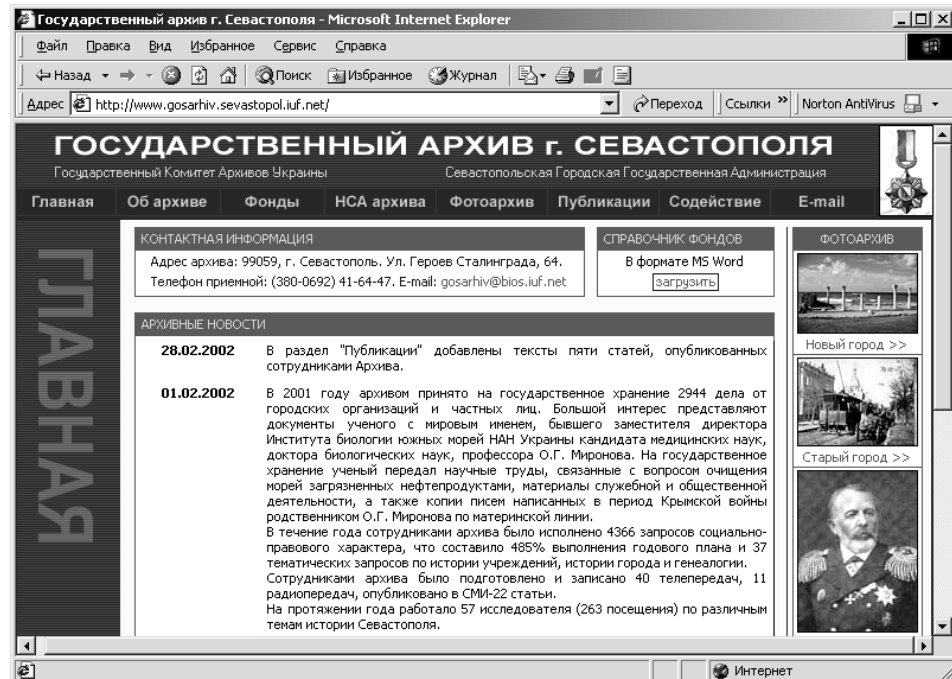 Государственный архив г. Севастополя - Microsoft Internet Explorer
Файл Правка Вид Избранное Сервис Справка
Назад Поиск Избранное Журнал
Адрес http://www.gosarhiv.sevastopol.iuf.net/ Переход Ссылки » Norton AntiVirus
ГОСУДАРСТВЕННЫЙ АРХИВ г. СЕВАСТОПОЛЯ
Государственный Комитет Архивов Украины Севастопольская Городская Государственная Администрация
Главная Об архиве Фонды НСА архива Фотоархив Публикации Содействие E-mail
ГЛАВНАЯ
КОНТАКТНАЯ ИНФОРМАЦИЯ
Адрес архива: 99059, г. Севастополь. Ул. Героев Сталинграда, 64.
Телефон приемной: (380-0692) 41-64-47. E-mail: gosarhiv@bios.iuf.net
СПРАВОЧНИК ФОНДОВ
В формате MS Word
загрузить
АРХИВНЫЕ НОВОСТИ
28.02.2002 В раздел "Публикации" добавлены тексты пяти статей, опубликованных
сотрудниками Архива.
01.02.2002 В 2001 году архивом принято на государственное хранение 2944 дела от
городских организаций и частных лиц. Большой интерес представляют
документы ученого с мировым именем, бывшего заместителя директора
Института биологии южных морей НАН Украины кандидата медицинских наук,
доктора биологических наук, профессора О.Г. Миронова. На государственное
хранение ученый передал научные труды, связанные с вопросом очищения
морей загрязненных нефтепродуктами, материалы служебной и общественной
деятельности, а также копии писем написанных в период Крымской войны
родственником О.Г. Миронова по материнской линии.
В течение года сотрудниками архива было исполнено 4366 запросов социально-
правового характера, что составило 485% выполнения годового плана и 37
тематических запросов по истории учреждений, истории города и генеалогии.
Сотрудниками архива было подготовлено и записано 40 телепередач, 11
радиопередач, опубликовано в СМИ-22 статьи.
На протяжении года работало 57 исследователя (263 посещения) по различным
темам истории Севастополя.
ФОТОАРХИВ
Новый город >>
Старый город >>
Интернет